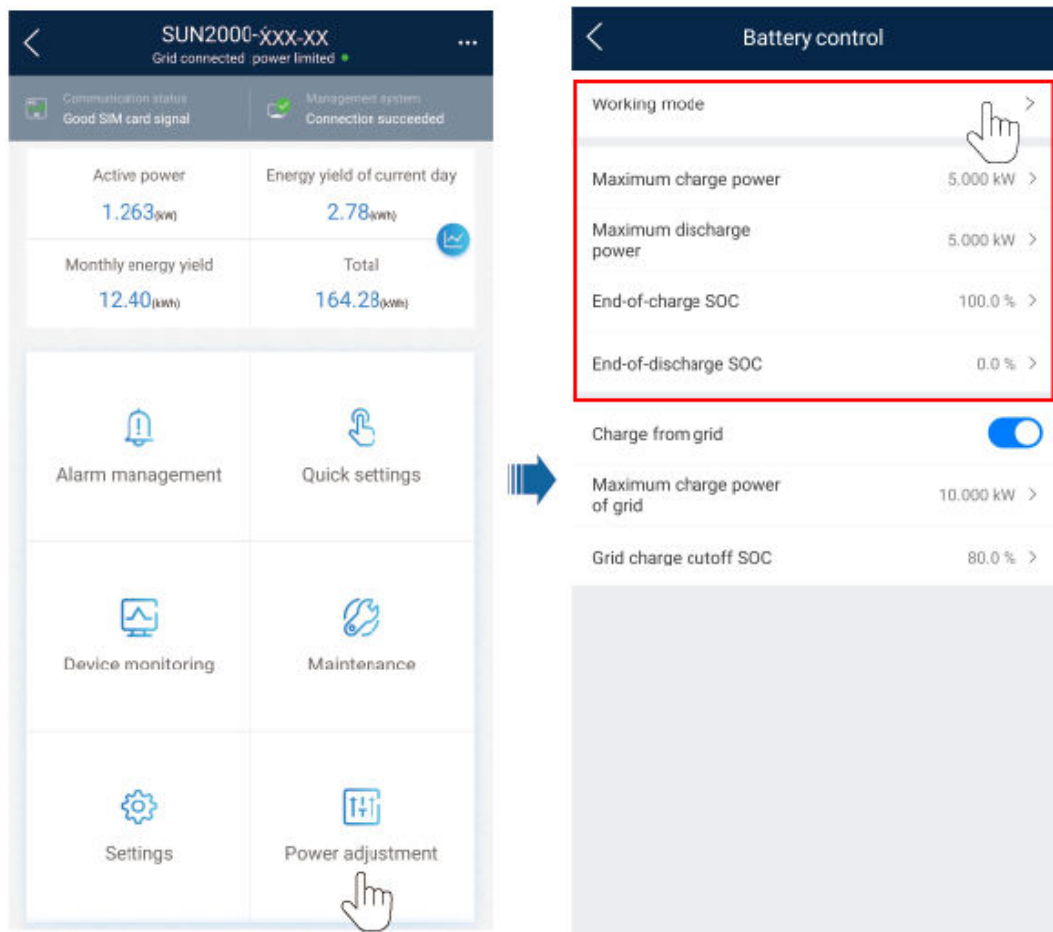 SUN2000-XXX-XX
Grid connected :power limited
Communication status
Good SIM card signal
Management system
Connection succeeded
Active power
1.263(kW)
Energy yield of current day
2.78(kWh)
Monthly energy yield
12.40(kWh)
Total
164.28(kWh)
Alarm management
Quick settings
Device monitoring
Maintenance
Settings
Power adjustment
Battery control
Working mode
Maximum charge power
5.000 kW
Maximum discharge
power
5.000 kW
End-of-charge SOC
100.0 %
End-of-discharge SOC
0.0 %
Charge from grid
Maximum charge power
of grid
10.000 kW
Grid charge cutoff SOC
80.0 %